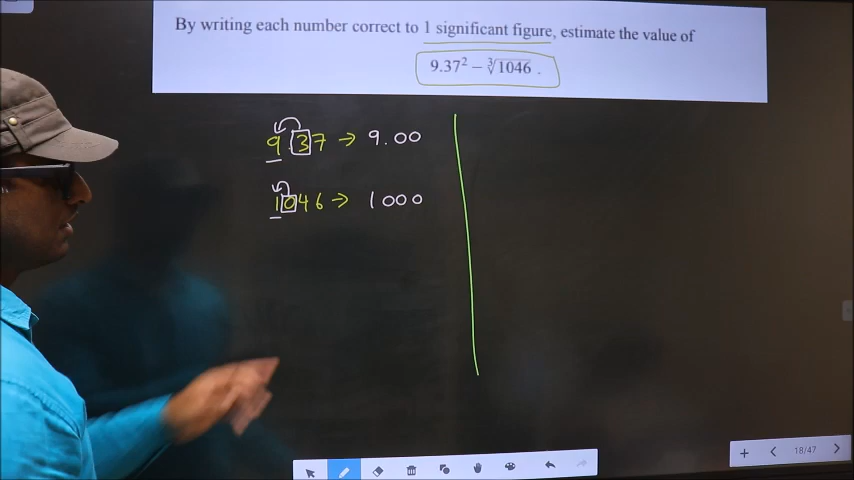 By writing each number correct to 1 significant figure, estimate the value of
9.37² − ∛1046 .
9.37 → 9.00
1046 → 1000
18/47